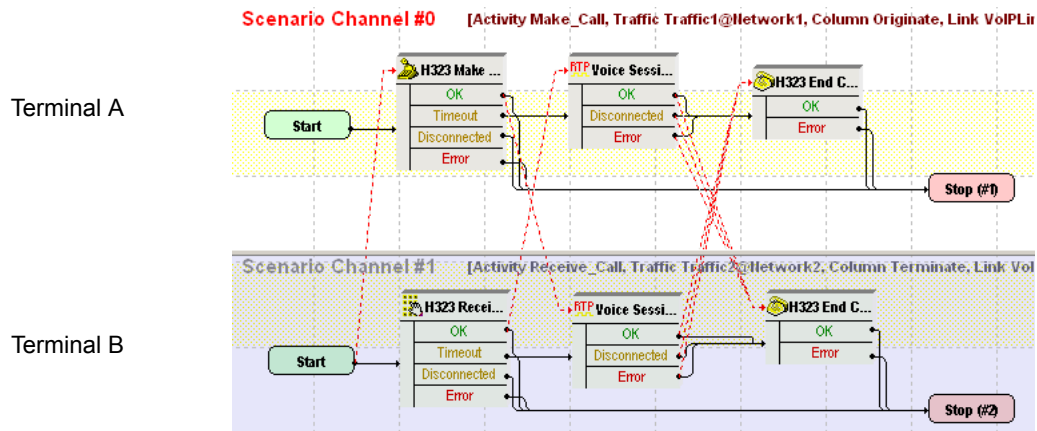 Scenario Channel #0 [Activity Make_Call, Traffic Traffic1@Network1, Column Originate, Link VoIPLin
H323 Make ...
OK
Timeout
Disconnected
Error
RTP Voice Sessi...
OK
Disconnected
Error
H323 End C...
OK
Error
Terminal A
Start
Stop (#1)
Scenario Channel #1 [Activity Receive_Call, Traffic Traffic2@Network2, Column Terminate, Link VoI
H323 Recei...
OK
Timeout
Disconnected
Error
RTP Voice Sessi...
OK
Disconnected
Error
H323 End C...
OK
Error
Terminal B
Start
Stop (#2)